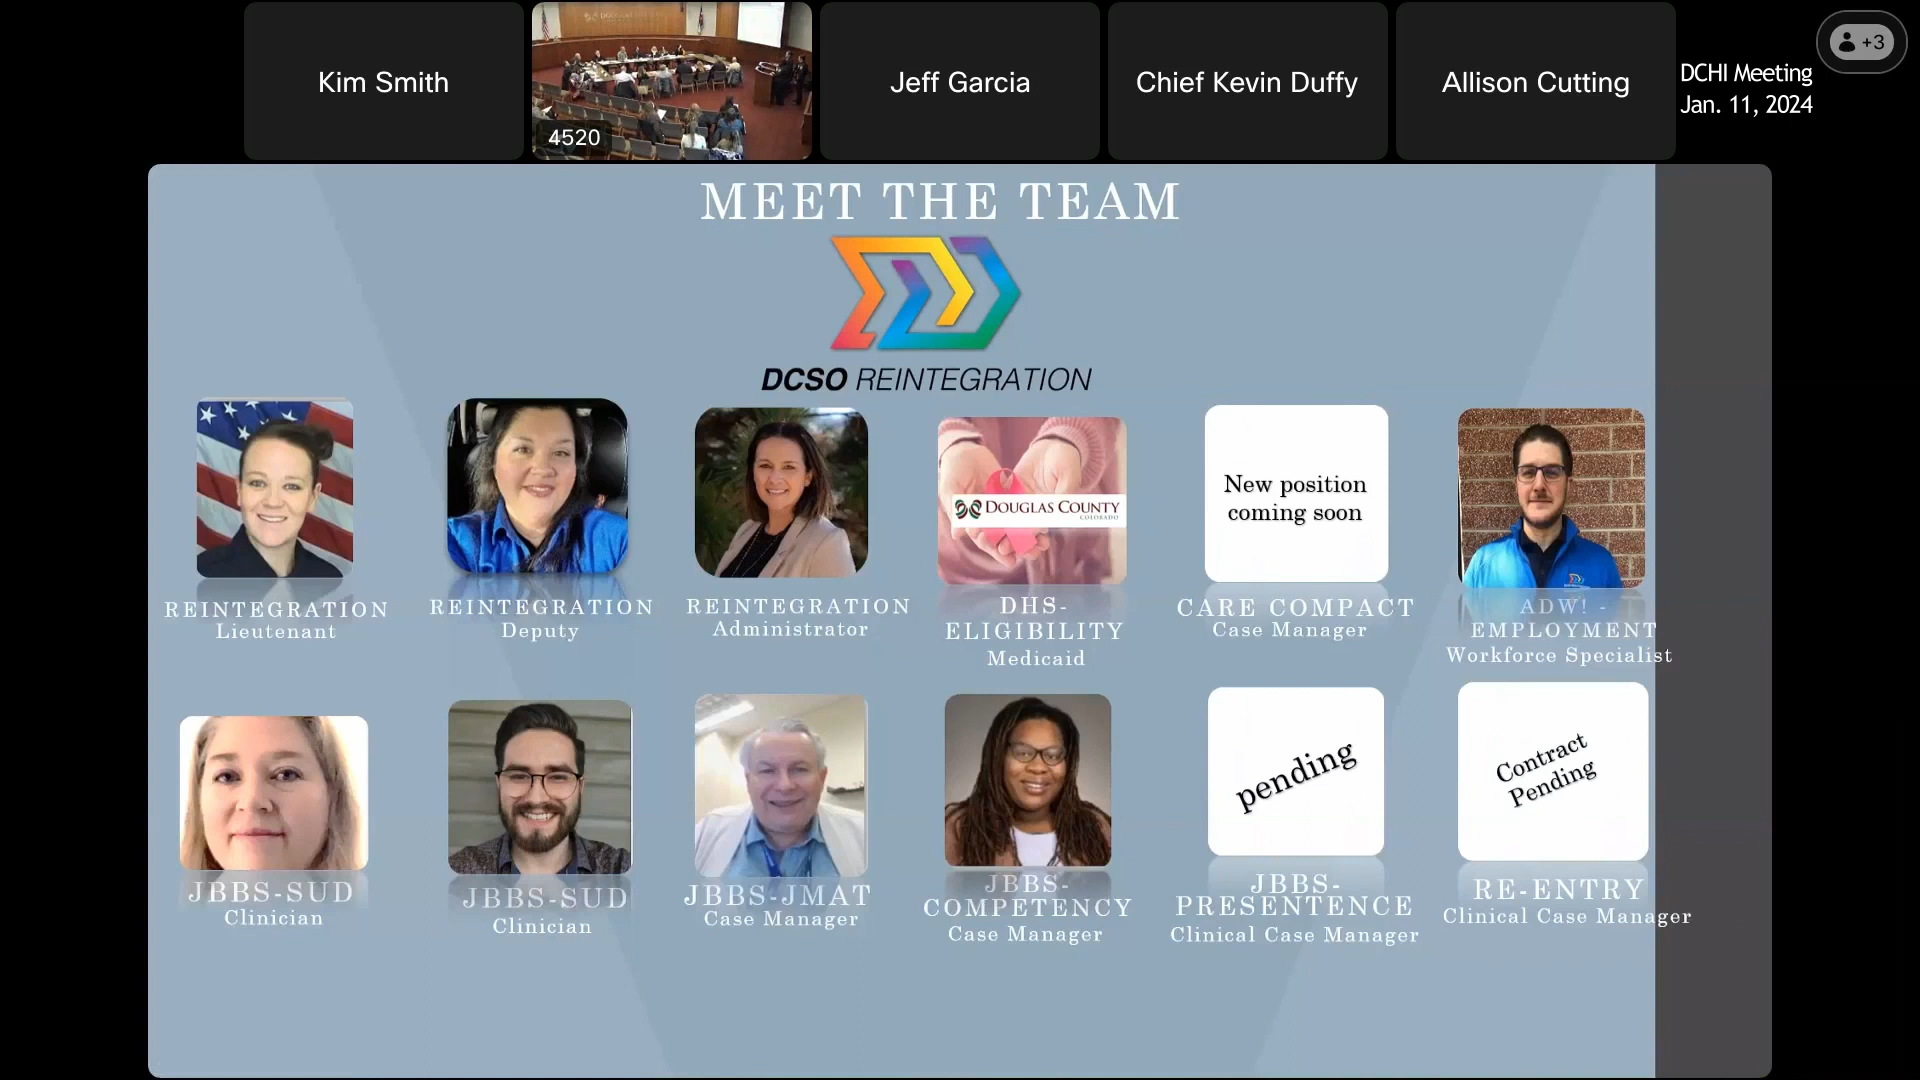 Kim Smith
4520
Jeff Garcia
Chief Kevin Duffy
Allison Cutting
+3
DCHI Meeting
Jan. 11, 2024
MEET THE TEAM
DCSO REINTEGRATION
REINTEGRATION
Lieutenant
REINTEGRATION
Deputy
REINTEGRATION
Administrator
DOUGLAS COUNTY
COLORADO
DHS-
ELIGIBILITY
Medicaid
New position
coming soon
CARE COMPACT
Case Manager
ADW! -
EMPLOYMENT
Workforce Specialist
JBBS-SUD
Clinician
JBBS-SUD
Clinician
JBBS-JMAT
Case Manager
JBBS-
COMPETENCY
Case Manager
pending
JBBS-
PRESENTENCE
Clinical Case Manager
Contract
Pending
RE-ENTRY
Clinical Case Manager